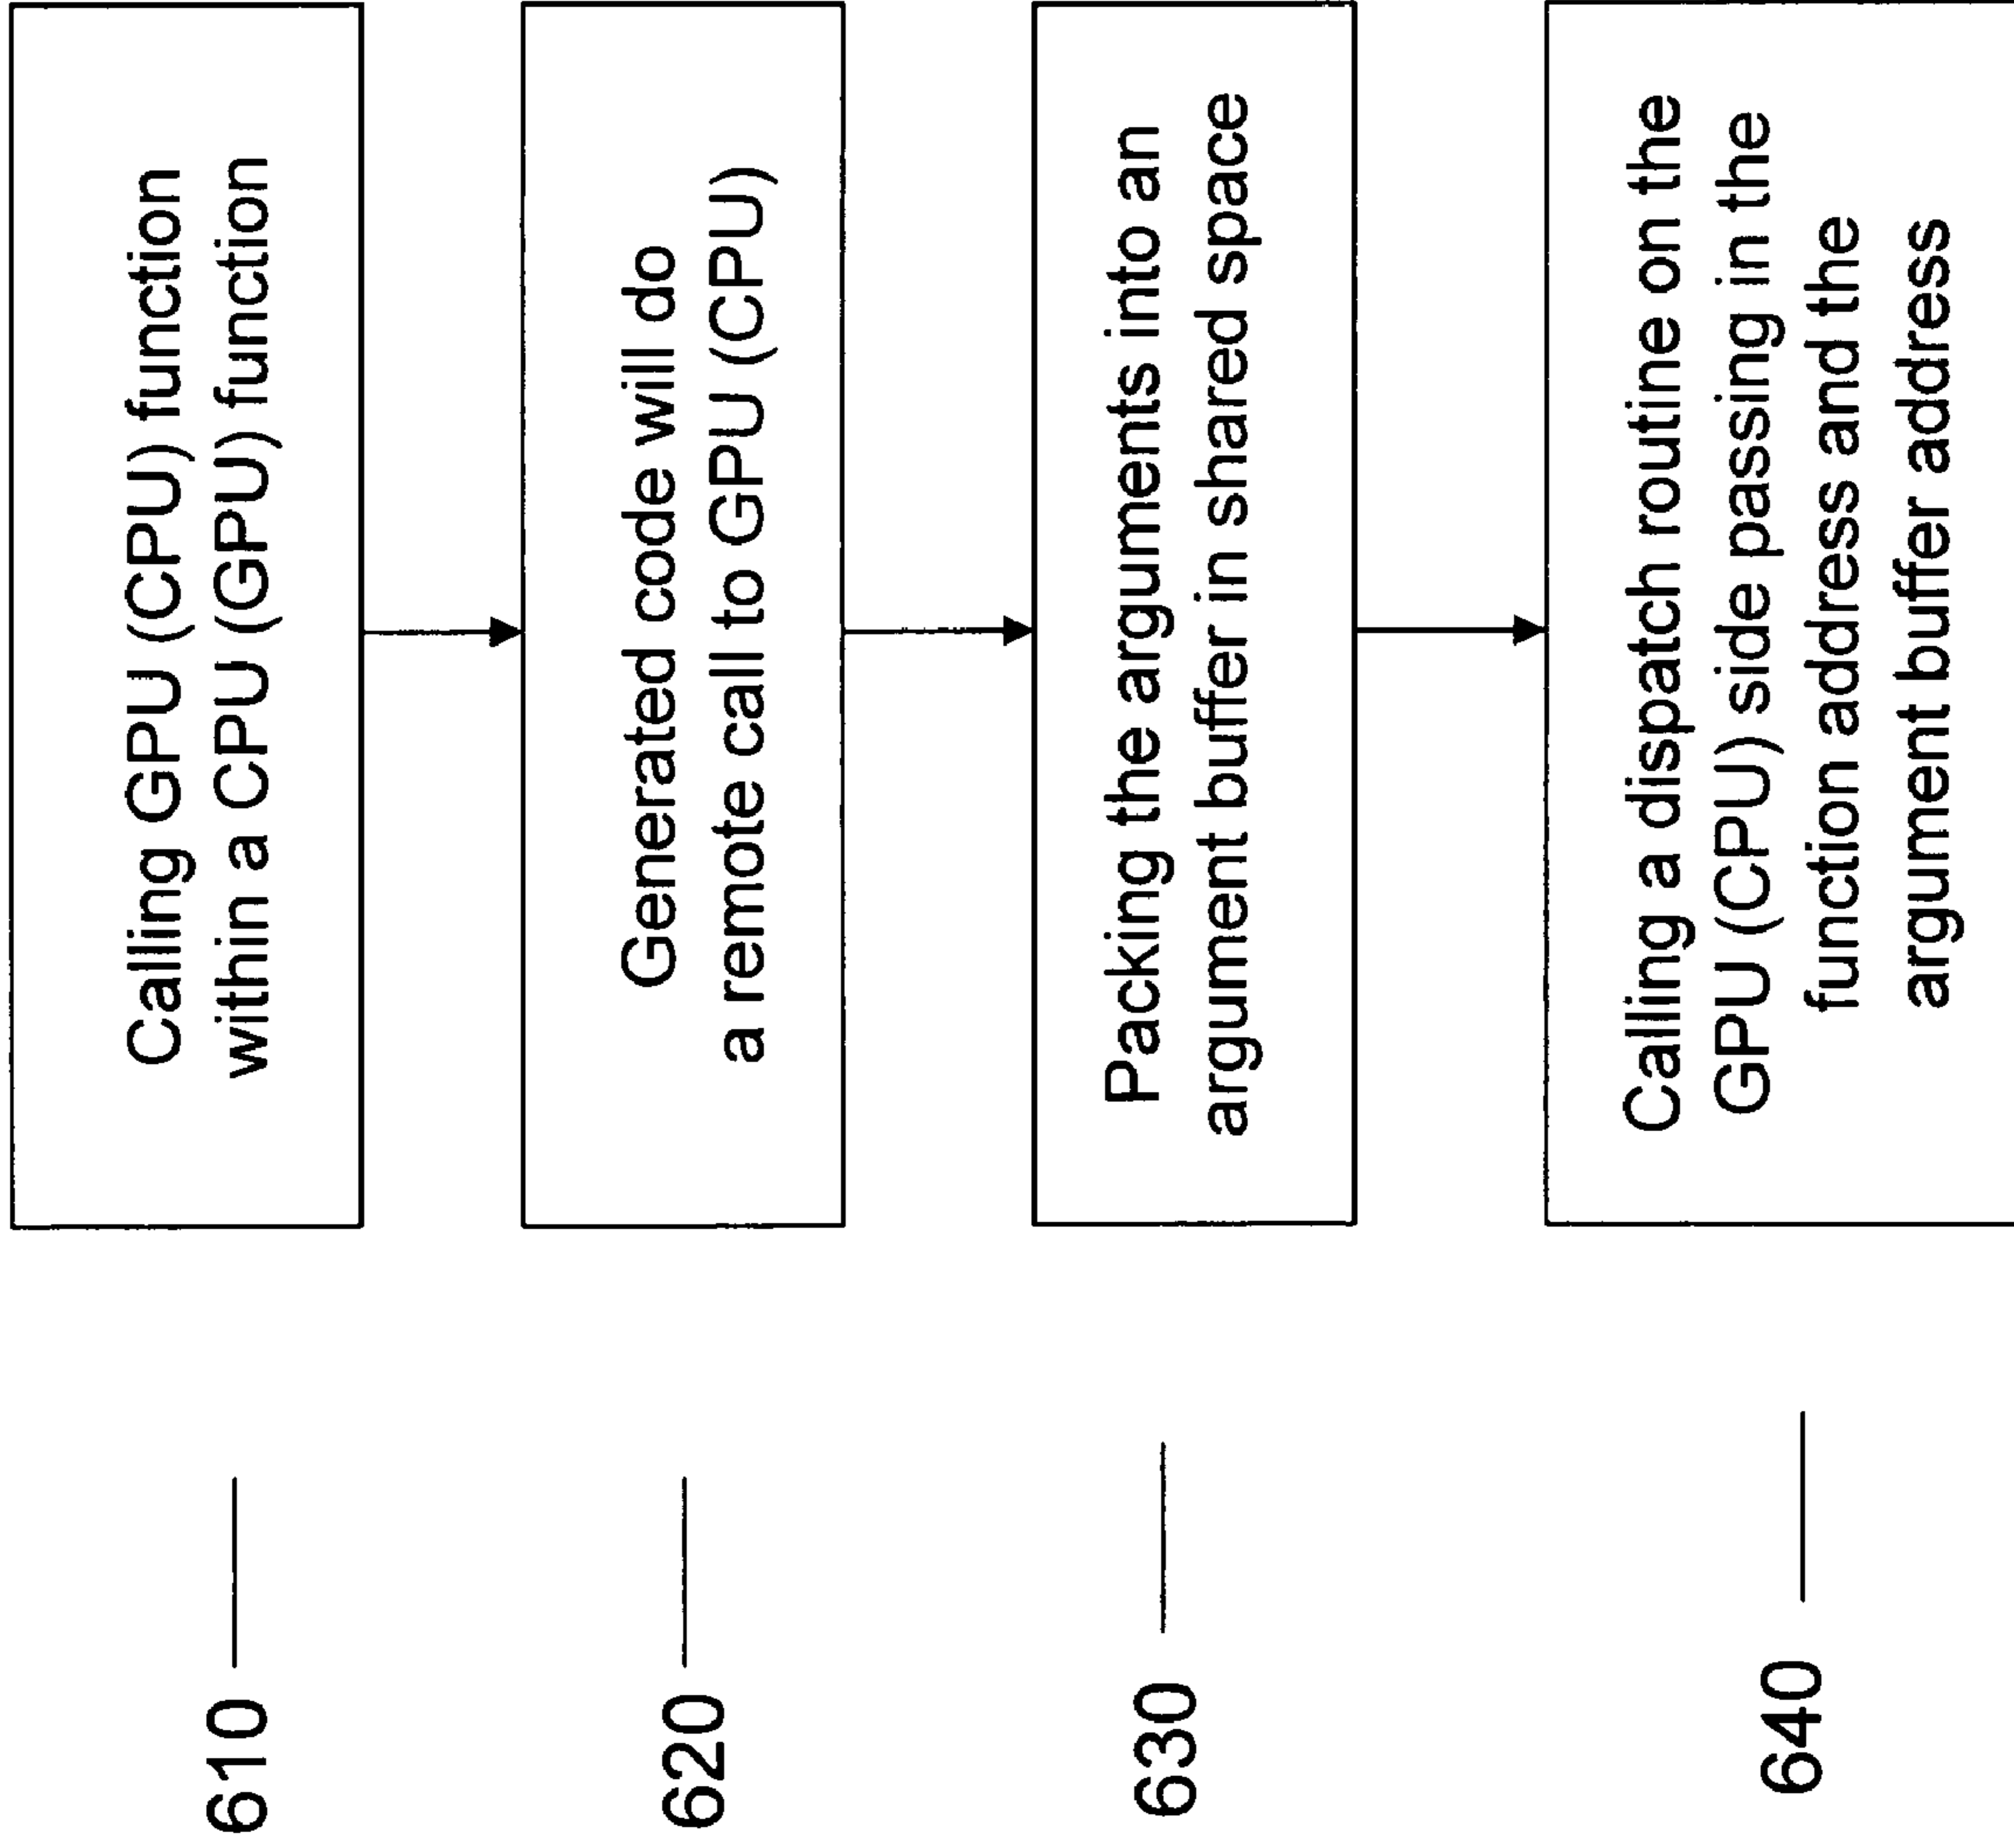 610
Calling GPU (CPU) function
within a CPU (GPU) function
620
Generated code will do
a remote call to GPU (CPU)
630
Packing the arguments into an
argument buffer in shared space
640
Calling a dispatch routine on the
GPU (CPU) side passing in the
function address and the
argument buffer address